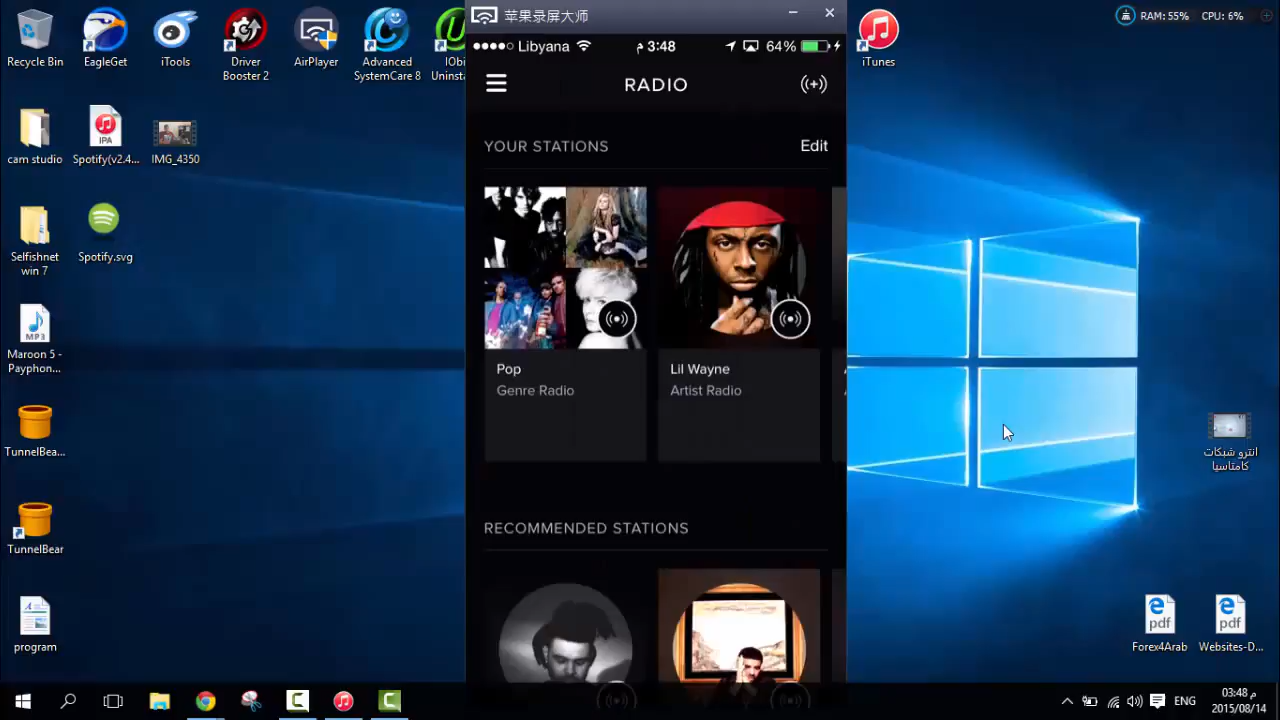 Recycle Bin
EagleGet
iTools
Driver
Booster 2
AirPlayer
Advanced
SystemCare 8
IObi
Uninsta
苹果录屏大师
Libyana
3:48 م
64%
RADIO
YOUR STATIONS
Edit
Pop
Genre Radio
Lil Wayne
Artist Radio
RECOMMENDED STATIONS
iTunes
RAM: 55%
CPU: 6%
cam studio
IPA
Spotify(v2.4...
IMG_4350
Selfishnet
win 7
Spotify.svg
MP3
Maroon 5 -
Payphon...
TunnelBea...
TunnelBear
program
انترو شبكات
كامتاسيا
pdf
Forex4Arab
pdf
Websites-D...
ENG
03:48 م
2015/08/14